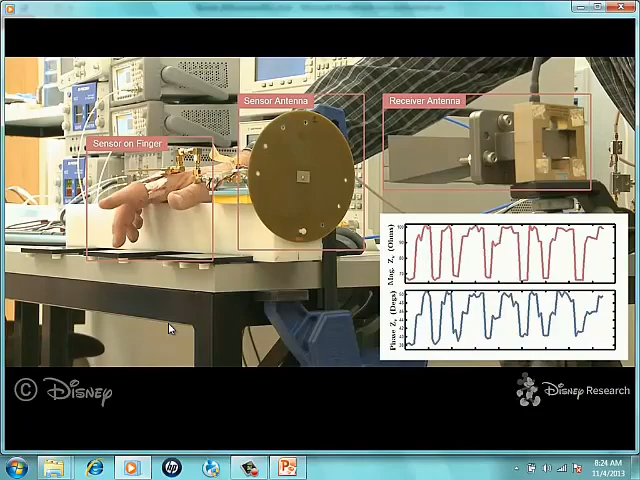 Sensor Antenna
Receiver Antenna
Sensor on Finger
Mag. Z (Ohms)
Phase Z (Degs)
© Disney
Disney Research
8:24 AM
11/4/2013